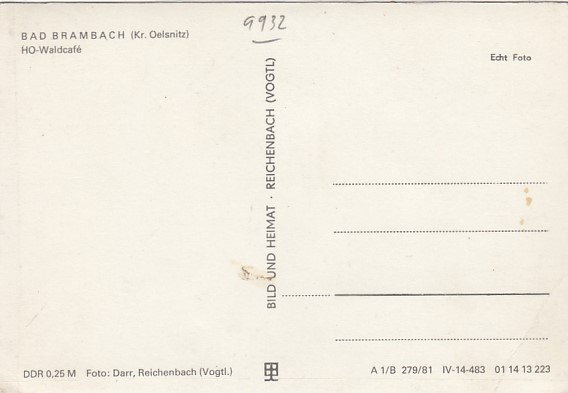 9932
BAD BRAMBACH (Kr. Oelsnitz)
HO-Waldcafé
Echt Foto
BILD UND HEIMAT · REICHENBACH (VOGTL)
DDR 0,25 M Foto: Darr, Reichenbach (Vogtl.)
A 1/B 279/81 IV-14-483 01 14 13 223